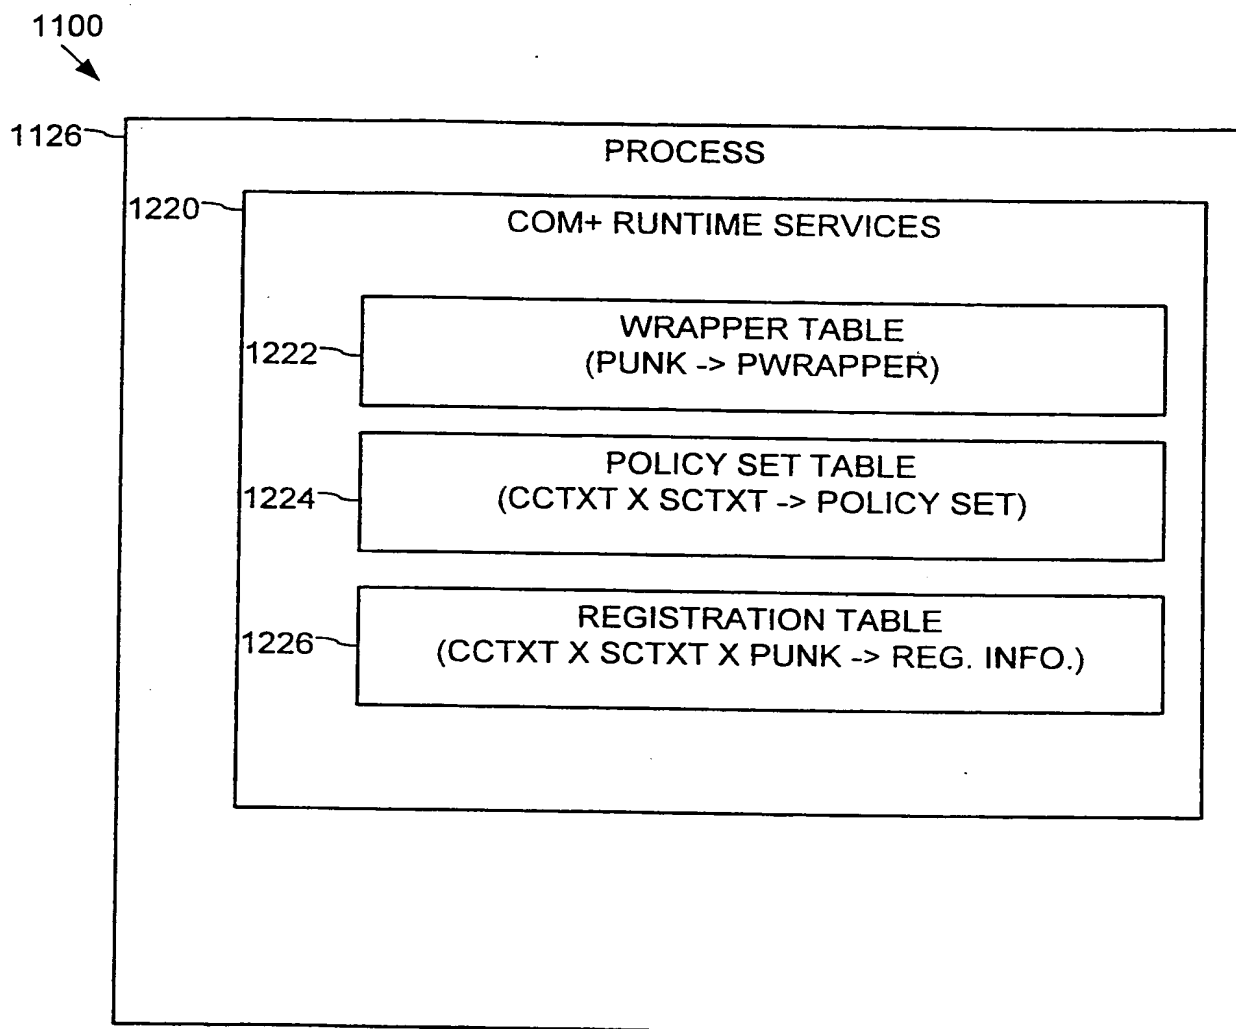 1100
1126
PROCESS
1220
COM+ RUNTIME SERVICES
WRAPPER TABLE
1222
(PUNK -> PWRAPPER)
POLICY SET TABLE
1224
(CCTXT X SCTXT -> POLICY SET)
REGISTRATION TABLE
1226
(CCTXT X SCTXT X PUNK -> REG. INFO.)